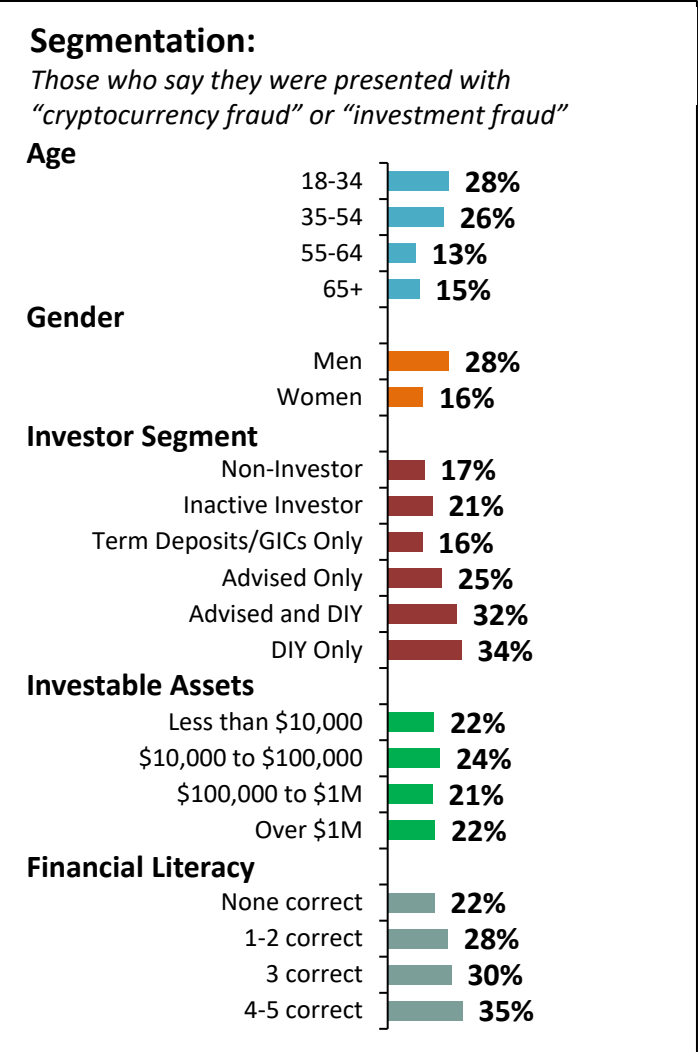 Segmentation:
Those who say they were presented with
“cryptocurrency fraud” or “investment fraud”
Age
18-34 28%
35-54 26%
55-64 13%
65+ 15%
Gender
Men 28%
Women 16%
Investor Segment
Non-Investor 17%
Inactive Investor 21%
Term Deposits/GICs Only 16%
Advised Only 25%
Advised and DIY 32%
DIY Only 34%
Investable Assets
Less than $10,000 22%
$10,000 to $100,000 24%
$100,000 to $1M 21%
Over $1M 22%
Financial Literacy
None correct 22%
1-2 correct 28%
3 correct 30%
4-5 correct 35%